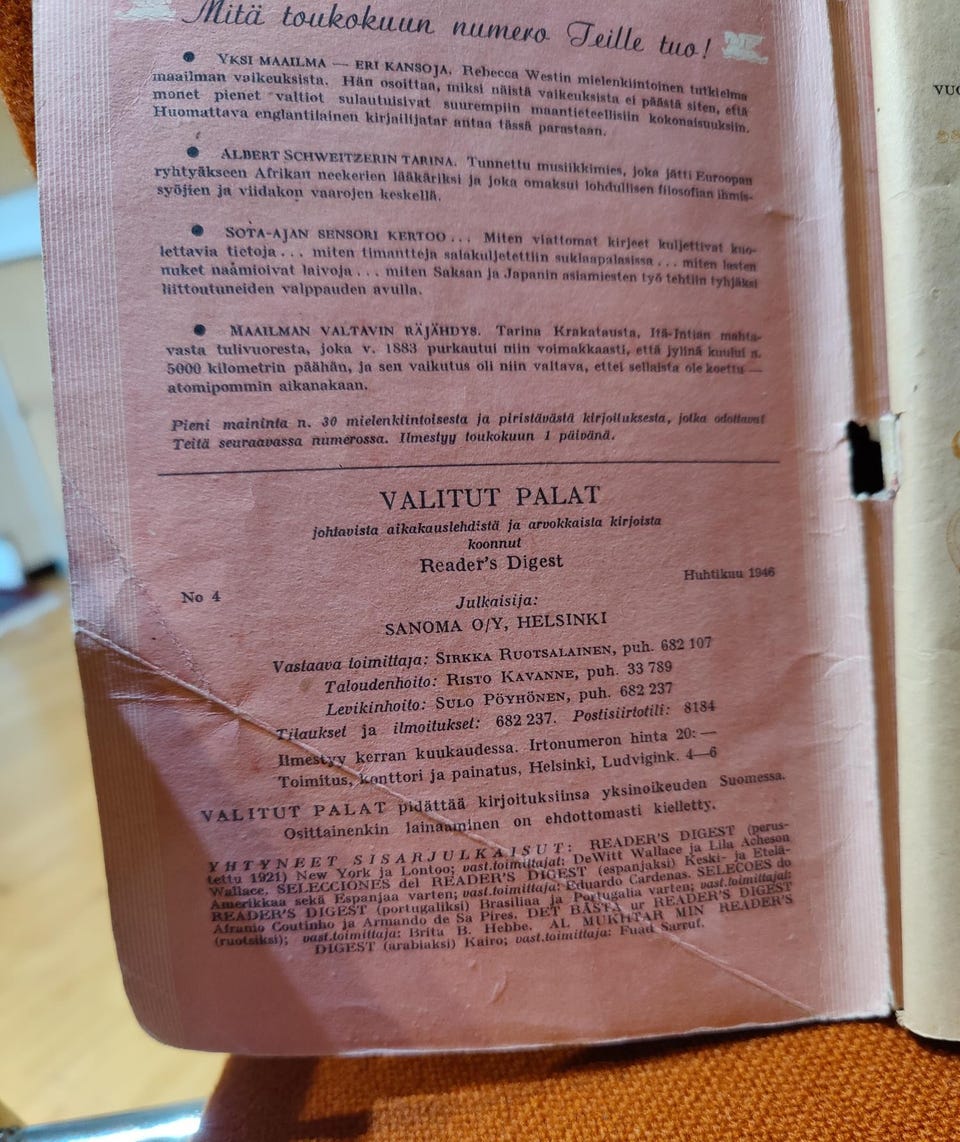 Mitä toukokuun numero Teille tuo!
● YKSI MAAILMA — ERI KANSOJA. Rebecca Westin mielenkiintoinen tutkielma
maailman vaikeuksista. Hän osoittaa, miksi näistä vaikeuksista ei päästä siten, että
monet pienet valtiot sulautuisivat suurempiin maantieteellisiin kokonaisuuksiin.
Huomattava englantilainen kirjailijatar antaa tässä parastaan.
● ALBERT SCHWEITZERIN TARINA. Tunnettu musiikkimies, joka jätti Euroopan
ryhtyäkseen Afrikan neekerien lääkäriksi ja joka omaksui lohdullisen filosofian ihmis-
syöjien ja viidakon vaarojen keskellä.
● SOTA-AJAN SENSORI KERTOO... Miten viattomat kirjeet kuljettivat kuo-
lettavia tietoja... miten timantteja salakuljetettiin suklaapalasissa... miten lasten
nuket naamioivat laivoja... miten Saksan ja Japanin asiamiesten työ tehtiin tyhjäksi
liittoutuneiden valppauden avulla.
● MAAILMAN VALTAVIN RÄJÄHDYS. Tarina Krakatausta, Itä-Intian mahta-
vasta tulivuoresta, joka v. 1883 purkautui niin voimakkaasti, että jylinä kuului n.
5000 kilometrin päähän, ja sen vaikutus oli niin valtava, ettei sellaista ole koettu —
atomipommin aikanakaan.
Pieni maininta n. 30 mielenkiintoisesta ja piristävästä kirjoituksesta, jotka odottavat
Teitä seuraavassa numerossa. Ilmestyy toukokuun 1 päivänä.
VALITUT PALAT
johtavista aikakauslehdistä ja arvokkaista kirjoista
koonnut
Reader's Digest
No 4 Huhtikuu 1946
Julkaisija:
SANOMA O/Y, HELSINKI
Vastaava toimittaja: SIRKKA RUOTSALAINEN, puh. 682 107
Taloudenhoito: RISTO KAVANNE, puh. 33 789
Levikinhoito: SULO PÖYHÖNEN, puh. 682 237
Tilaukset ja ilmoitukset: 682 237. Postisiirtotili: 8184
Ilmestyy kerran kuukaudessa. Irtonumeron hinta 20: —
Toimitus, konttori ja painatus, Helsinki, Ludvigink. 4—6
VALITUT PALAT pidättää kirjoituksiinsa yksinoikeuden Suomessa.
Osittainenkin lainaaminen on ehdottomasti kielletty.
YHTYNEET SISARJULKAISUT: READER'S DIGEST (perus-
tettu 1921) New York ja Lontoo; vast.toimittajat: DeWitt Wallace ja Lila Acheson
Wallace. SELECCIONES del READER'S DIGEST (espanjaksi) Keski- ja Etelä-
Amerikkaa sekä Espanjaa varten; vast.toimittaja: Eduardo Cardenas. SELECOES do
READER'S DIGEST (portugaliksi) Brasiliaa ja Portugalia varten; vast.toimittajat:
Afranio Coutinho ja Armando de Sa Pires. DET BÄSTA ur READER'S DIGEST
(ruotsiksi); vast.toimittaja: Brita B. Hebbe. AL MUKHTAR MIN READER'S
DIGEST (arabiaksi) Kairo; vast.toimittaja: Fuad Sarruf.
VUO